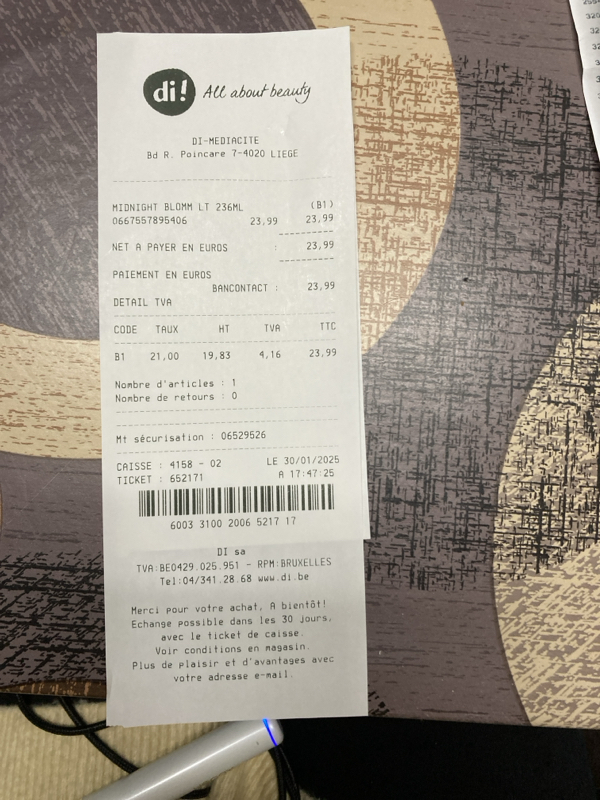 di! All about beauty
DI-MEDIACITE
Bd R. Poincare 7-4020 LIEGE
MIDNIGHT BLOMM LT 236ML (B1)
0667557895406 23,99 23,99
NET A PAYER EN EUROS : 23,99
PAIEMENT EN EUROS
BANCONTACT : 23,99
DETAIL TVA
CODE TAUX HT TVA TTC
B1 21,00 19,83 4,16 23,99
Nombre d'articles : 1
Nombre de retours : 0
Mt sécurisation : 06529526
CAISSE : 4158 - 02 LE 30/01/2025
TICKET : 652171 A 17:47:25
6003 3100 2006 5217 17
DI sa
TVA:BE0429.025.951 - RPM:BRUXELLES
Tel:04/341.28.68 www.di.be
Merci pour votre achat, A bientôt!
Echange possible dans les 30 jours,
avec le ticket de caisse.
Voir conditions en magasin.
Plus de plaisir et d'avantages avec
votre adresse e-mail.